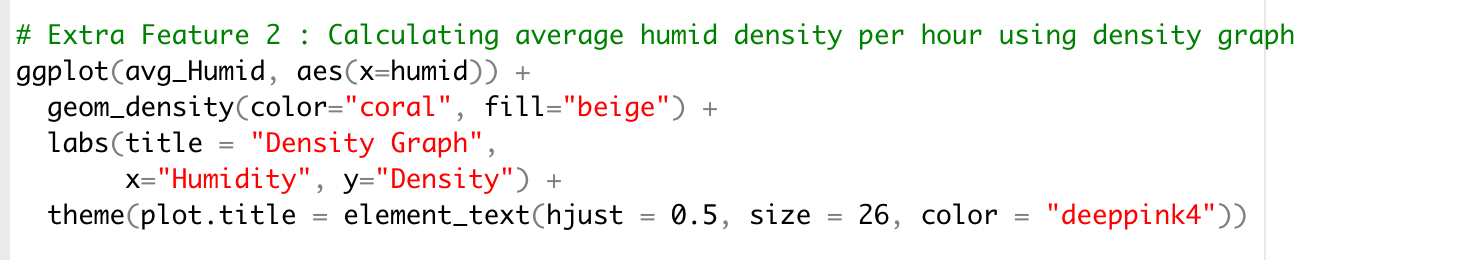 # Extra Feature 2 : Calculating average humid density per hour using density graph
ggplot(avg_Humid, aes(x=humid)) +
  geom_density(color="coral", fill="beige") +
  labs(title = "Density Graph",
       x="Humidity", y="Density") +
  theme(plot.title = element_text(hjust = 0.5, size = 26, color = "deeppink4"))